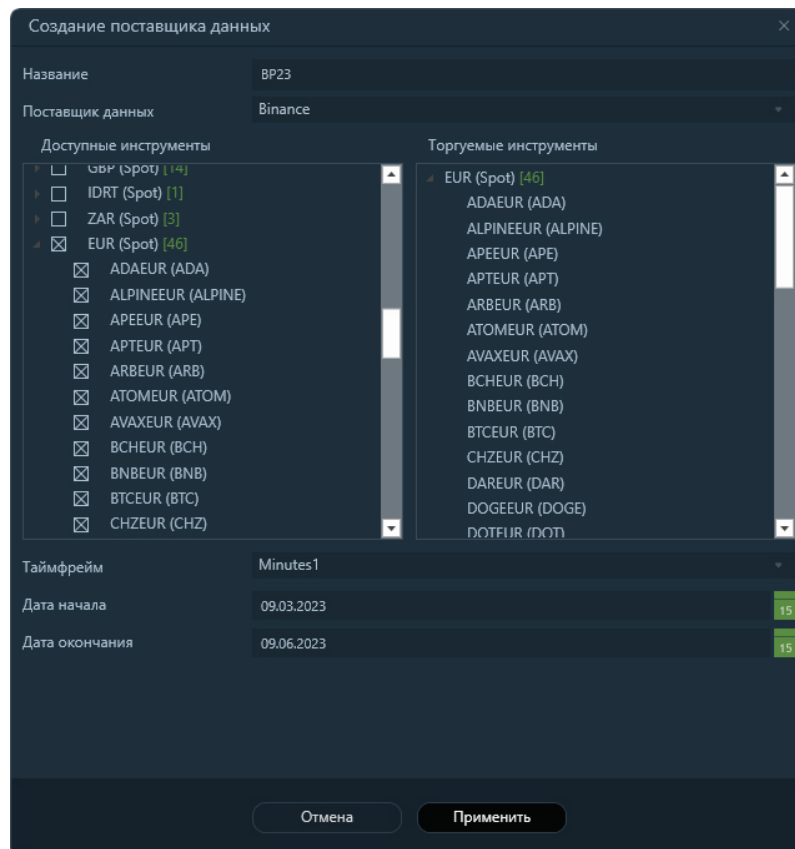 Создание поставщика данных
Название BP23
Поставщик данных Binance
Доступные инструменты
GBP (Spot) [14]
IDRT (Spot) [1]
ZAR (Spot) [3]
EUR (Spot) [46]
ADAEUR (ADA)
ALPINEEUR (ALPINE)
APEEUR (APE)
APTEUR (APT)
ARBEUR (ARB)
ATOMEUR (ATOM)
AVAXEUR (AVAX)
BCHEUR (BCH)
BNBEUR (BNB)
BTCEUR (BTC)
CHZEUR (CHZ)
Торгуемые инструменты
EUR (Spot) [46]
ADAEUR (ADA)
ALPINEEUR (ALPINE)
APEEUR (APE)
APTEUR (APT)
ARBEUR (ARB)
ATOMEUR (ATOM)
AVAXEUR (AVAX)
BCHEUR (BCH)
BNBEUR (BNB)
BTCEUR (BTC)
CHZEUR (CHZ)
DAREUR (DAR)
DOGEEUR (DOGE)
DOTEUR (DOT)
Таймфрейм Minutes1
Дата начала 09.03.2023 15
Дата окончания 09.06.2023 15
Отмена Применить